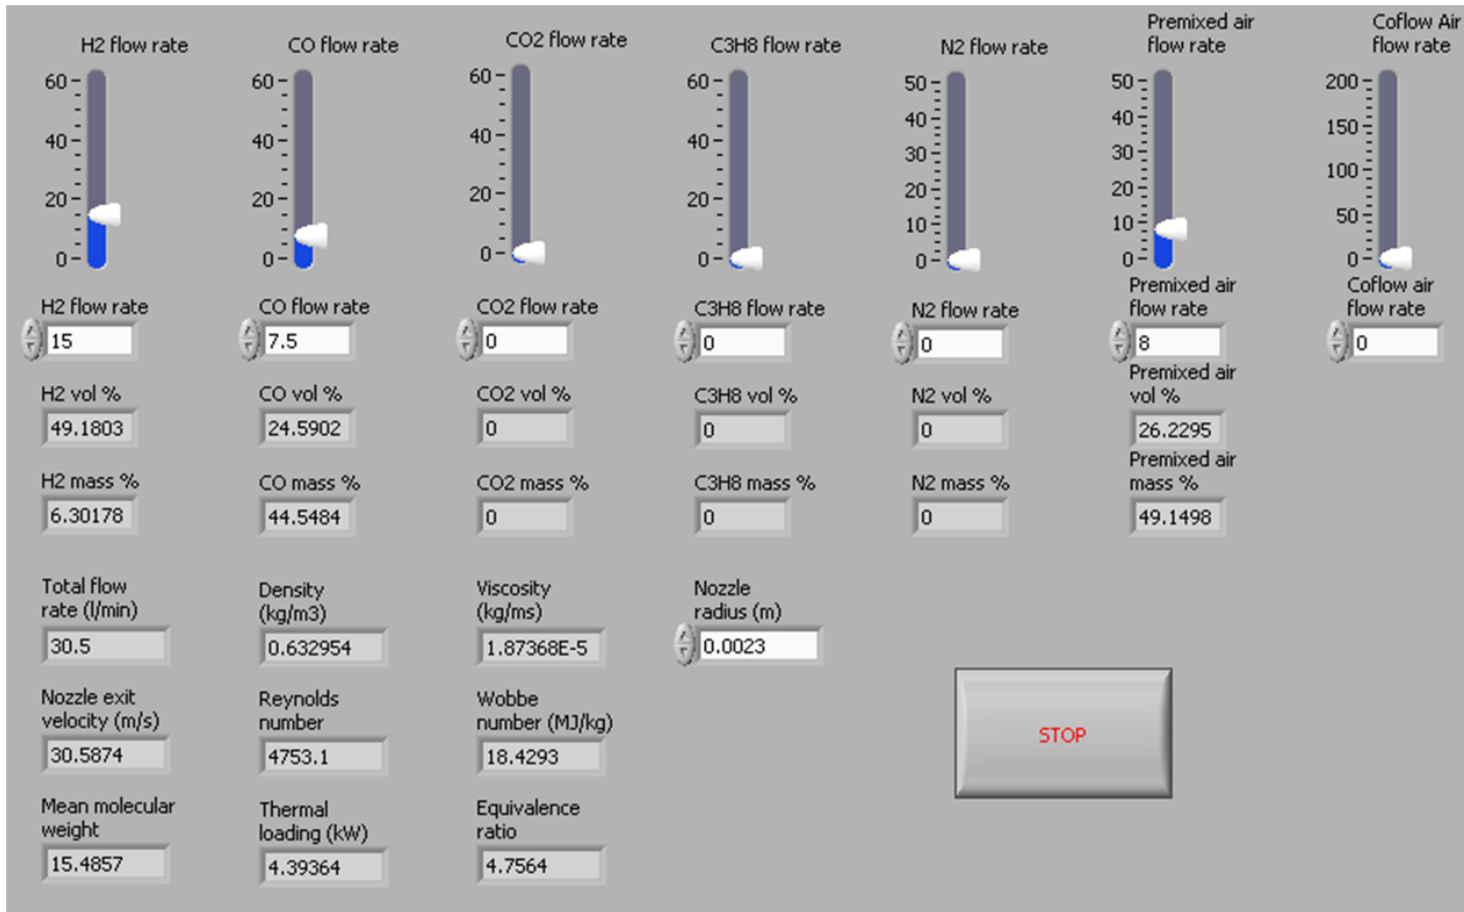 H2 flow rate
60
40
20
0
H2 flow rate
15
H2 vol %
49.1803
H2 mass %
6.30178
CO flow rate
60
40
20
0
CO flow rate
7.5
CO vol %
24.5902
CO mass %
44.5484
CO2 flow rate
60
40
20
0
CO2 flow rate
0
CO2 vol %
0
CO2 mass %
0
C3H8 flow rate
60
40
20
0
C3H8 flow rate
0
C3H8 vol %
0
C3H8 mass %
0
N2 flow rate
50
40
30
20
10
0
N2 flow rate
0
N2 vol %
0
N2 mass %
0
Premixed air
flow rate
50
40
30
20
10
0
Premixed air
flow rate
8
Premixed air
vol %
26.2295
Premixed air
mass %
49.1498
Coflow Air
flow rate
200
150
100
50
0
Coflow air
flow rate
0
Total flow
rate (l/min)
30.5
Density
(kg/m3)
0.632954
Viscosity
(kg/ms)
1.87368E-5
Nozzle
radius (m)
0.0023
Nozzle exit
velocity (m/s)
30.5874
Reynolds
number
4753.1
Wobbe
number (MJ/kg)
18.4293
STOP
Mean molecular
weight
15.4857
Thermal
loading (kW)
4.39364
Equivalence
ratio
4.7564